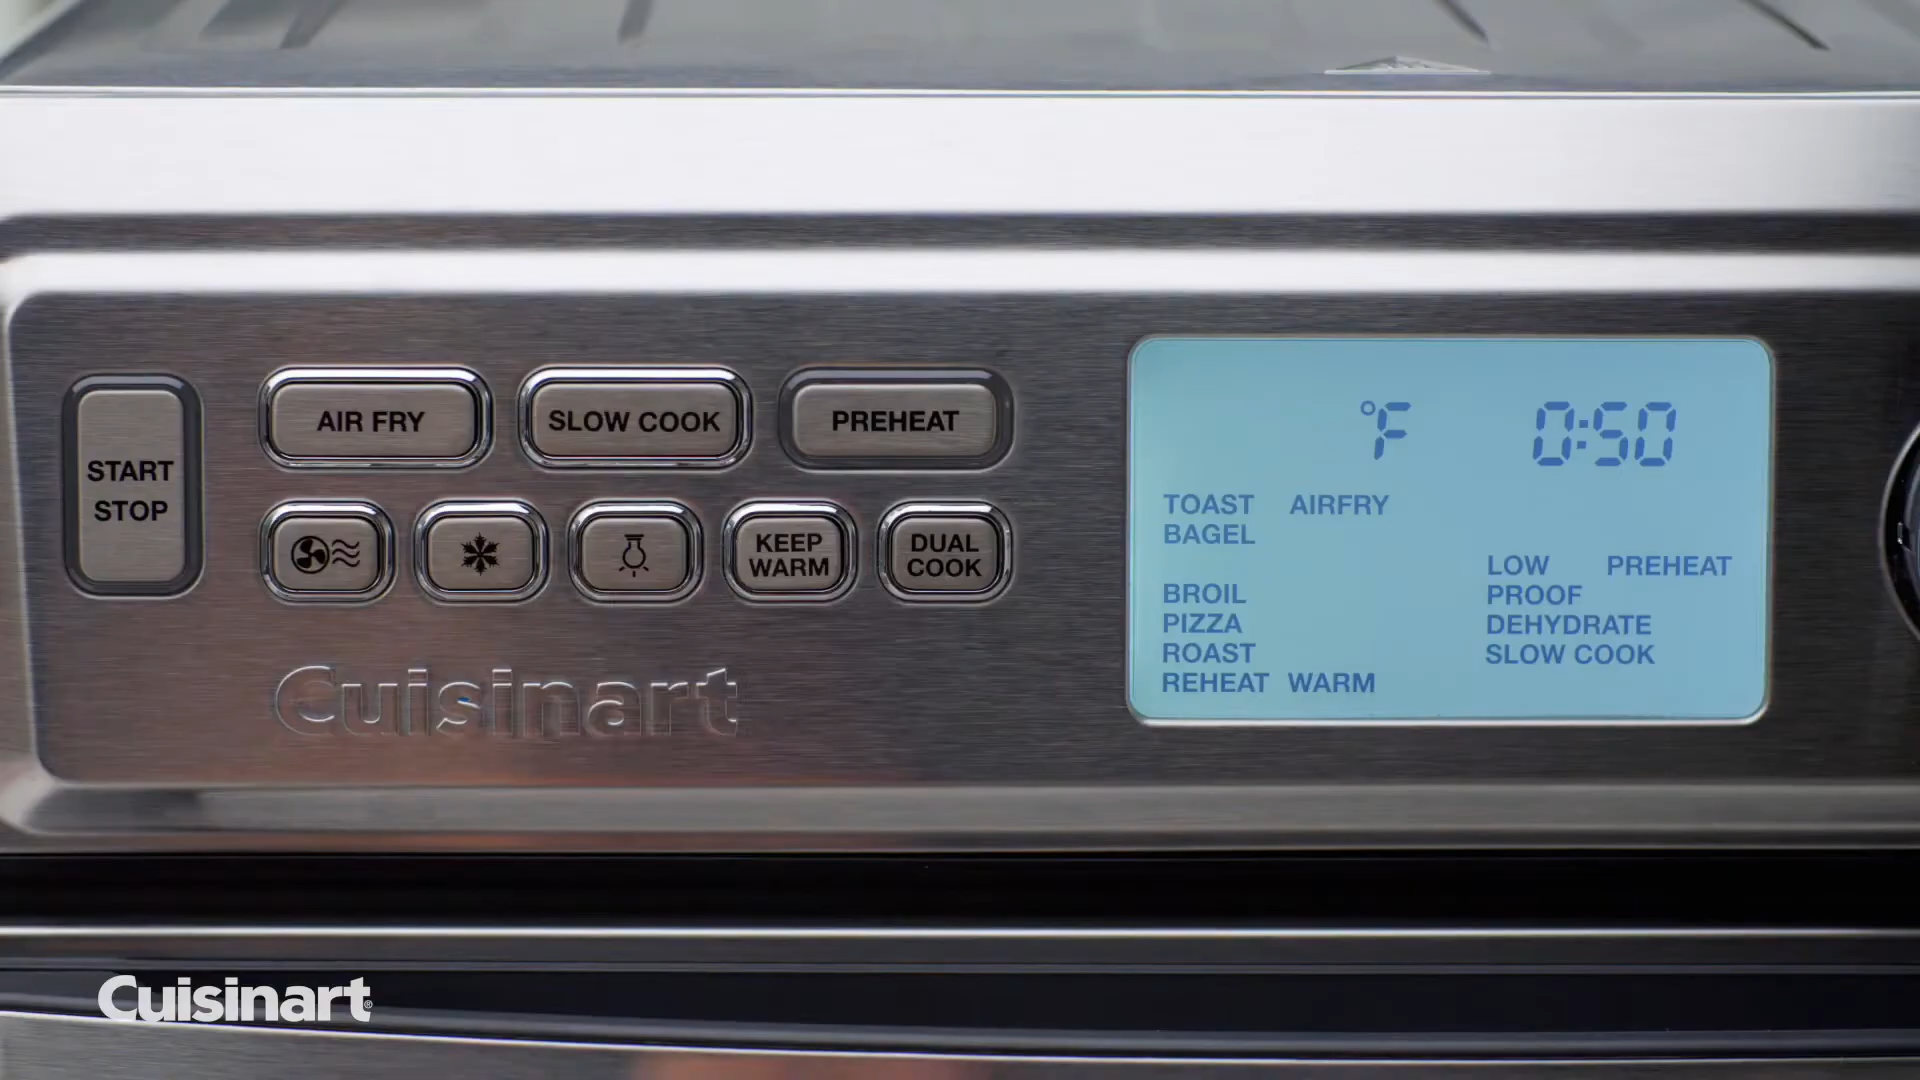 AIR FRY
SLOW COOK
PREHEAT
START
STOP
KEEP
WARM
DUAL
COOK
Cuisinart
°F 0:50
TOAST AIRFRY
BAGEL
LOW PREHEAT
BROIL PROOF
PIZZA DEHYDRATE
ROAST SLOW COOK
REHEAT WARM
Cuisinart®